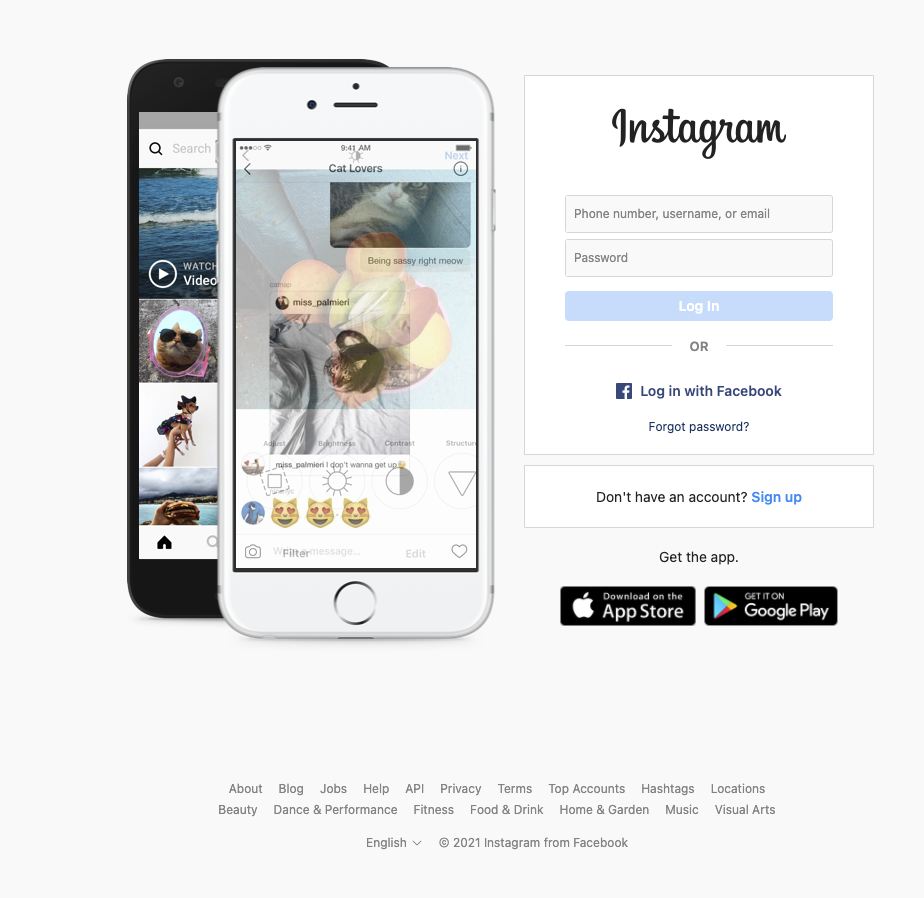 Search
WATCH
Video
9:41 AM
Next
Cat Lovers
Being sassy right meow
catnap
miss_palmieri
Adjust
Brightness
Contrast
Structure
miss_palmieri I don't wanna get up
Write a message...
Filter
Edit
Instagram
Phone number, username, or email
Password
Log In
OR
Log in with Facebook
Forgot password?
Don't have an account? Sign up
Get the app.
Download on the
App Store
GET IT ON
Google Play
About Blog Jobs Help API Privacy Terms Top Accounts Hashtags Locations
Beauty Dance & Performance Fitness Food & Drink Home & Garden Music Visual Arts
English © 2021 Instagram from Facebook